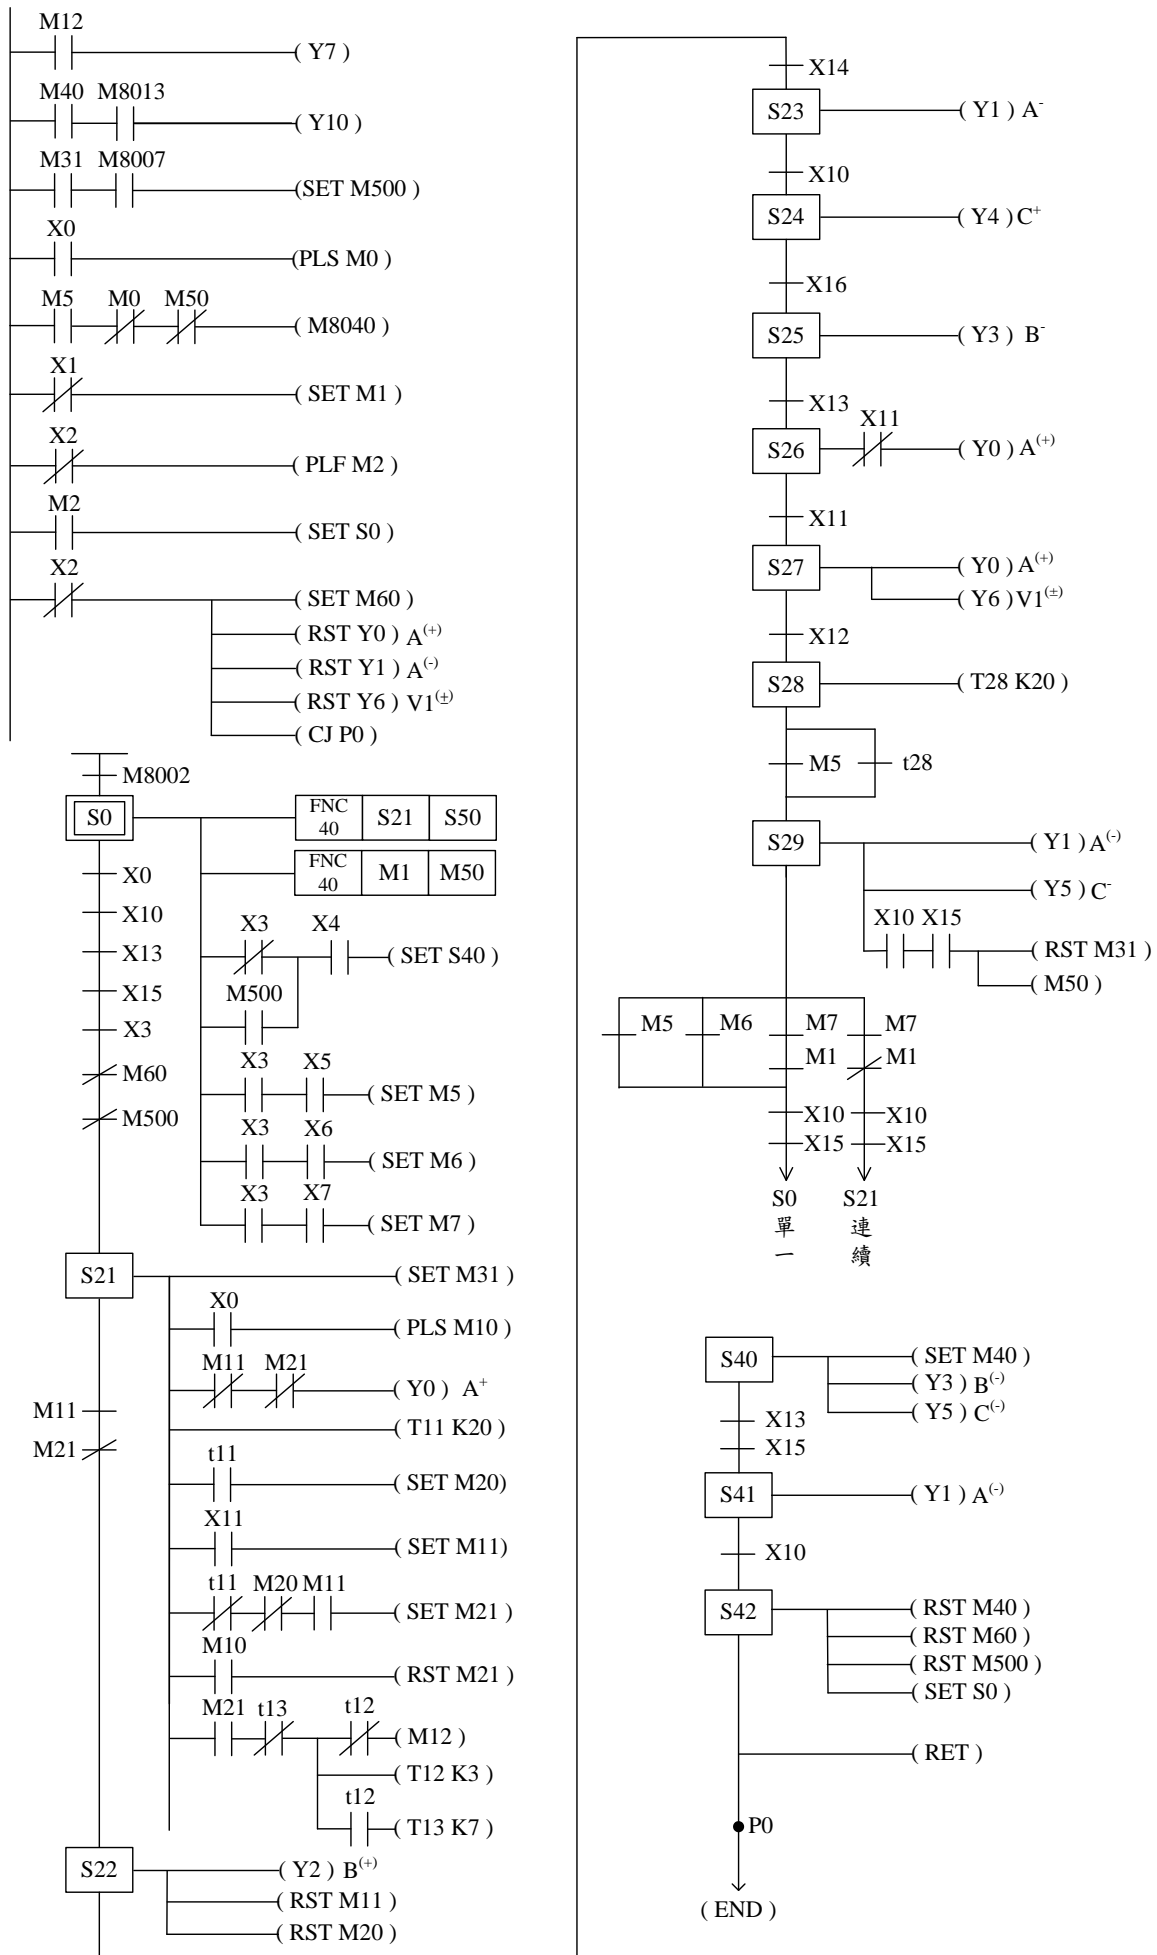 M12
( Y7 )
M40 M8013
( Y10 )
M31 M8007
(SET M500 )
X0
(PLS M0 )
M5 M0 M50
( M8040 )
X1
( SET M1 )
X2
( PLF M2 )
M2
( SET S0 )
X2
( SET M60 )
( RST Y0 ) A(+)
( RST Y1 ) A(-)
( RST Y6 ) V1(±)
( CJ P0 )
M8002
S0
FNC 40 S21 S50
FNC 40 M1 M50
X0
X10
X13
X15
X3
M60
M500
X3 X4
( SET S40 )
M500
X3 X5
( SET M5 )
X3 X6
( SET M6 )
X3 X7
( SET M7 )
S21
( SET M31 )
X0
( PLS M10 )
M11 M21
( Y0 ) A+
( T11 K20 )
M11
M21
t11
( SET M20)
X11
( SET M11)
t11 M20 M11
( SET M21 )
M10
( RST M21 )
M21 t13 t12
( M12 )
( T12 K3 )
t12
( T13 K7 )
S22
( Y2 ) B(+)
( RST M11 )
( RST M20 )
X14
S23
( Y1 ) A-
X10
S24
( Y4 ) C+
X16
S25
( Y3 ) B-
X13
S26
X11
( Y0 ) A(+)
X11
S27
( Y0 ) A(+)
( Y6 ) V1(±)
X12
S28
( T28 K20 )
M5 t28
S29
( Y1 ) A(-)
( Y5 ) C-
X10 X15
( RST M31 )
( M50 )
M5 M6 M7 M7
M1 M1
X10 X10
X15 X15
S0 S21
單一 連續
S40
( SET M40 )
( Y3 ) B(-)
( Y5 ) C(-)
X13
X15
S41
( Y1 ) A(-)
X10
S42
( RST M40 )
( RST M60 )
( RST M500 )
( SET S0 )
( RET )
P0
( END )